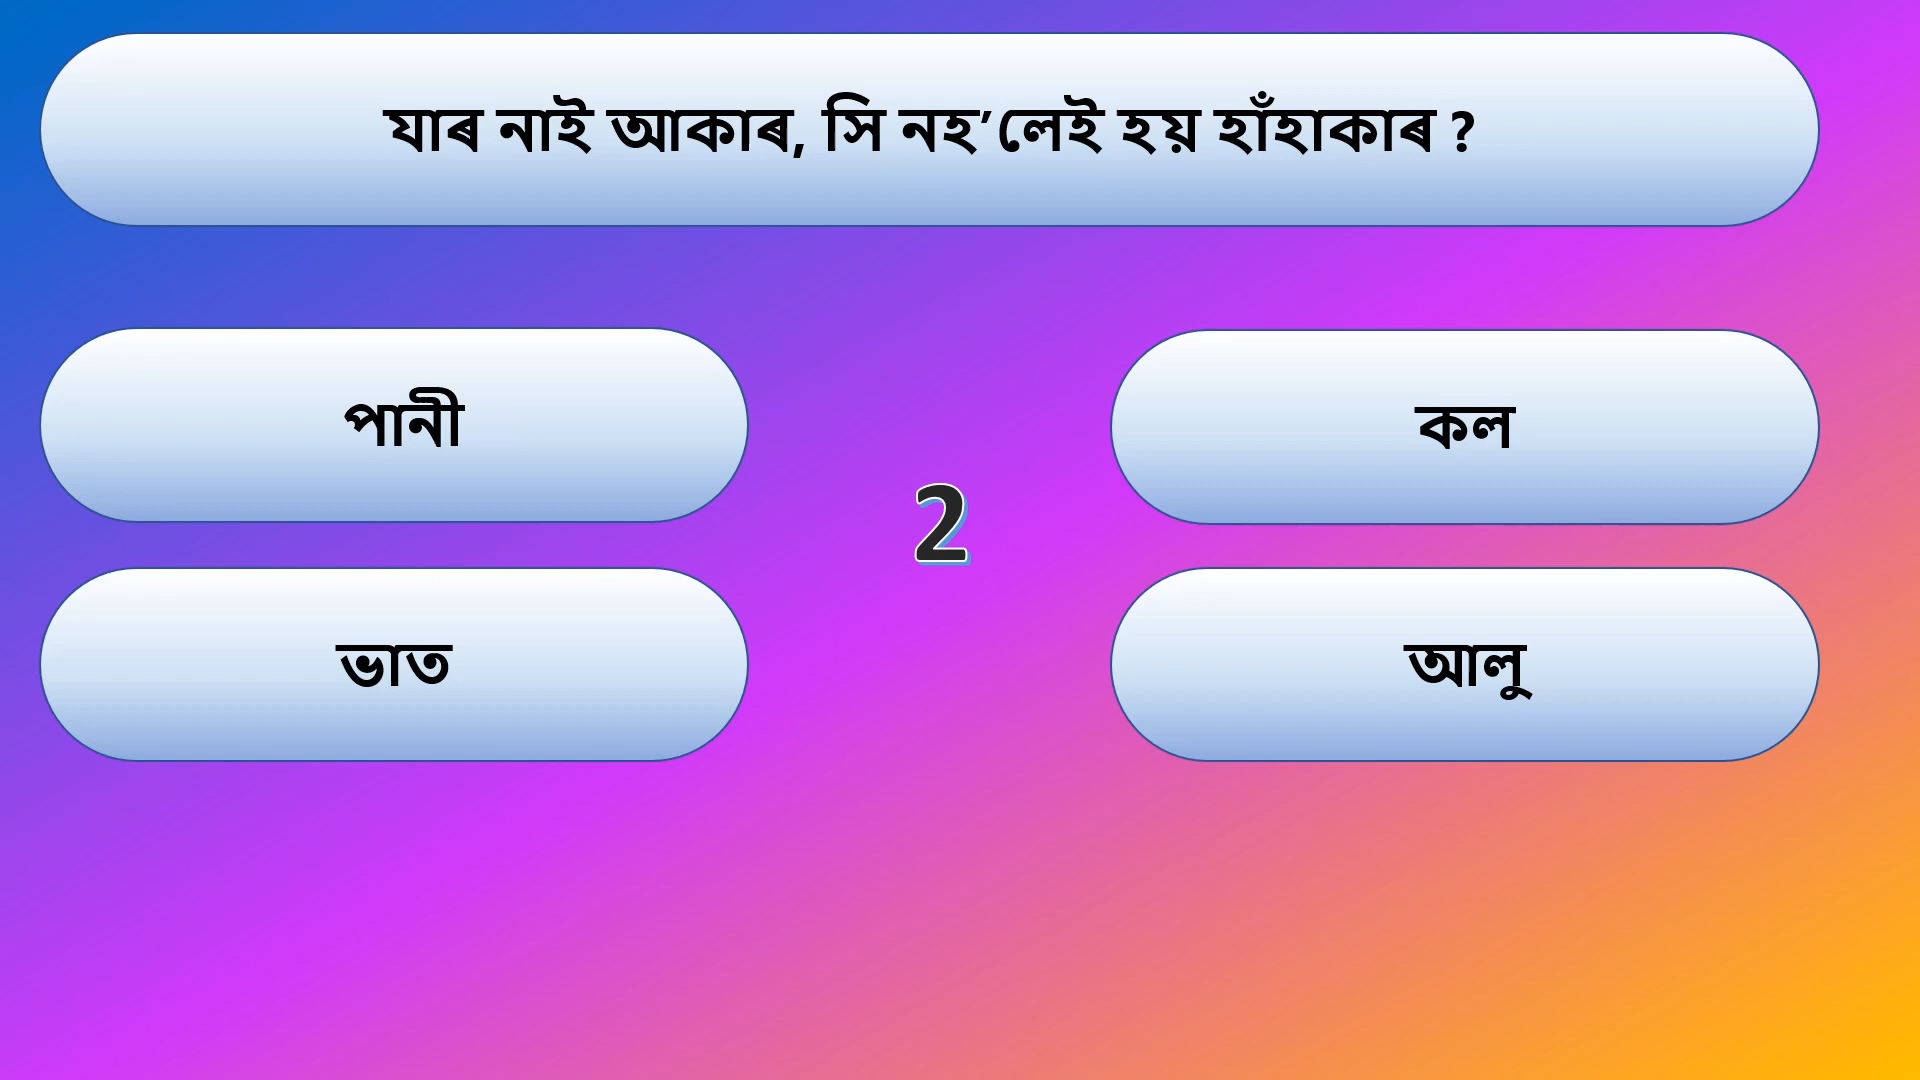 যাৰ নাই আকাৰ, সি নহ’লেই হয় হাঁহাকাৰ ?
পানী
কল
2
ভাত
আলু